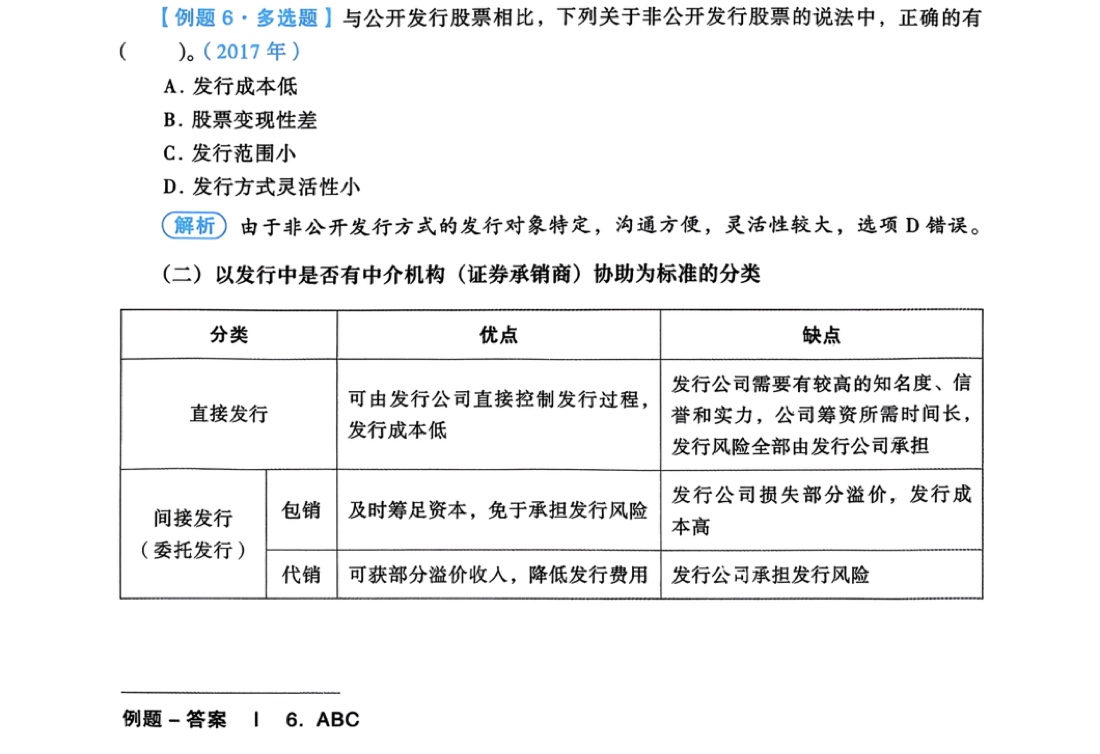 【例题6·多选题】与公开发行股票相比，下列关于非公开发行股票的说法中，正确的有
（　　）。（2017年）
A. 发行成本低
B. 股票变现性差
C. 发行范围小
D. 发行方式灵活性小
解析 由于非公开发行方式的发行对象特定，沟通方便，灵活性较大，选项D错误。
（二）以发行中是否有中介机构（证券承销商）协助为标准的分类
分类 优点 缺点
直接发行
可由发行公司直接控制发行过程，
发行成本低
发行公司需要有较高的知名度、信
誉和实力，公司筹资所需时间长，
发行风险全部由发行公司承担
间接发行
（委托发行）
包销
及时筹足资本，免于承担发行风险
发行公司损失部分溢价，发行成
本高
代销
可获部分溢价收人，降低发行费用
发行公司承担发行风险
例题－答案 | 6. ABC